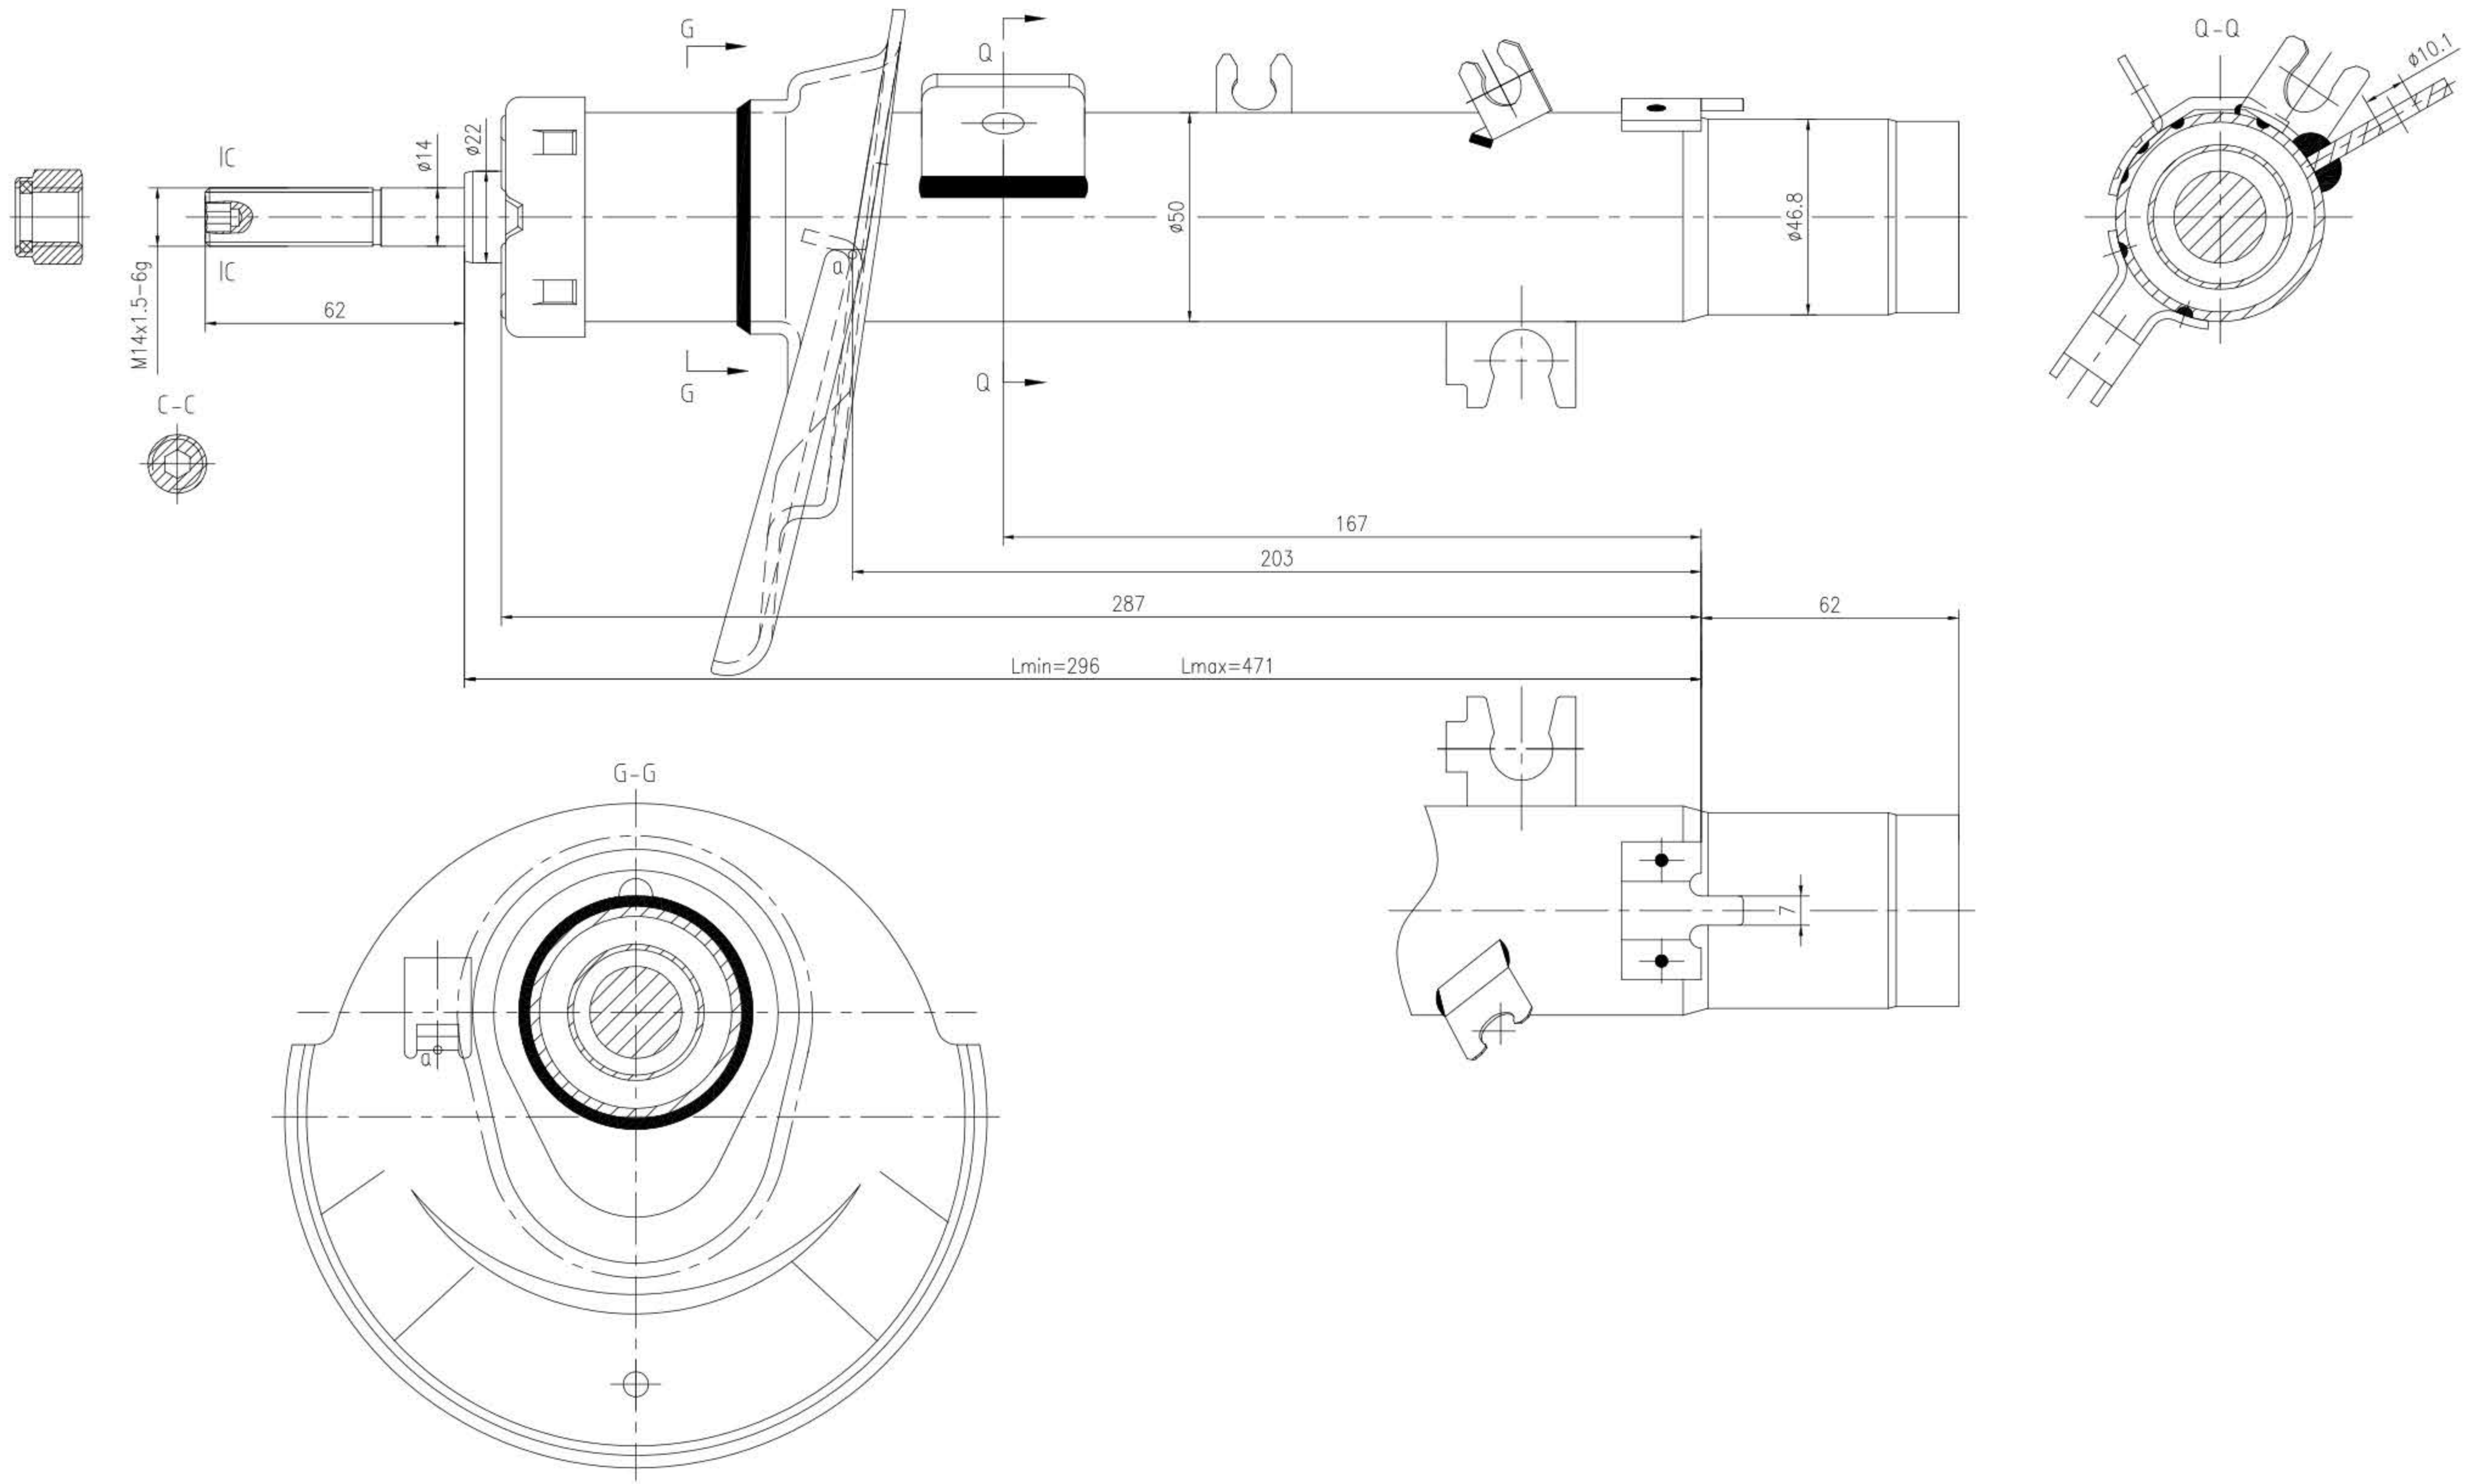 G
Q
Q-Q
ø10.1
IC
ø14
ø22
ø50
ø46.8
a
IC
M14x1.5-6g
62
G
Q
C-C
167
203
287
62
Lmin=296 Lmax=471
G-G
7
a